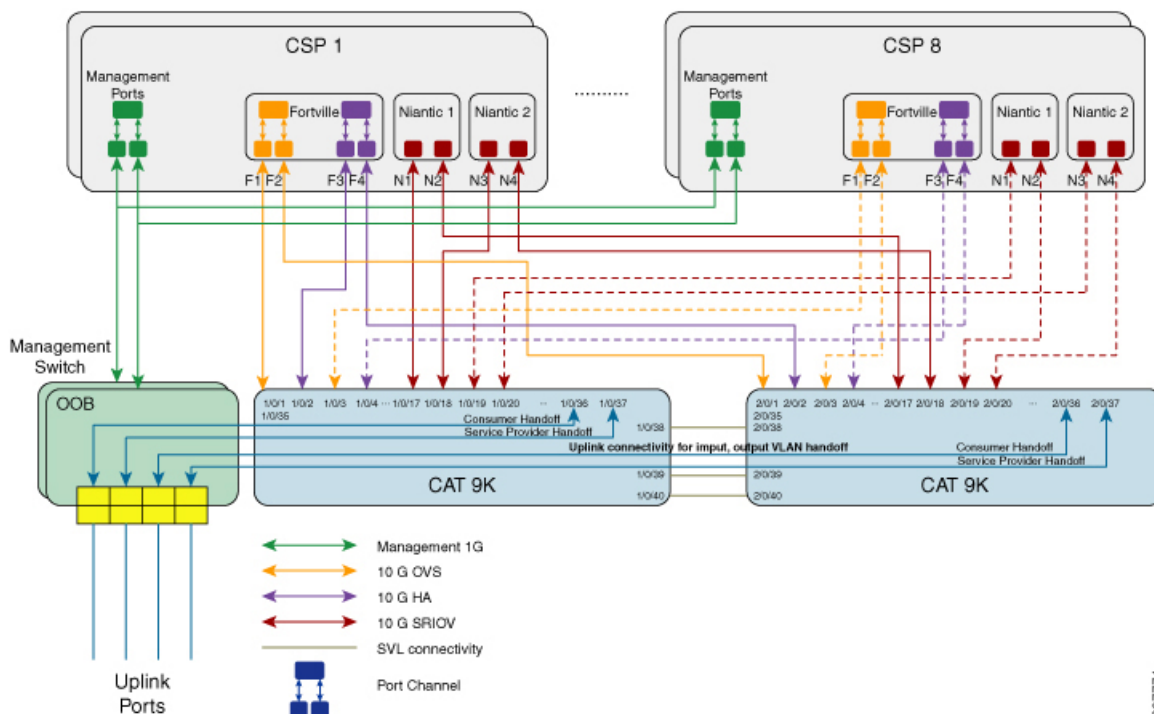 CSP 1
CSP 8
Management
Ports
Fortville
Niantic 1
Niantic 2
..........
Management
Ports
Fortville
Niantic 1
Niantic 2
F1 F2 F3 F4 N1 N2 N3 N4
F1 F2 F3 F4 N1 N2 N3 N4
Management
Switch
OOB
1/0/1 1/0/2 1/0/3 1/0/4 ... 1/0/17 1/0/18 1/0/19 1/0/20 ... 1/0/36 1/0/37
1/0/35
2/0/1 2/0/2 2/0/3 2/0/4 ... 2/0/17 2/0/18 2/0/19 2/0/20 ... 2/0/36 2/0/37
2/0/35
Consumer Handoff
Service Provider Handoff
1/0/38
2/0/38
Uplink connectivity for imput, output VLAN handoff
Consumer Handoff
Service Provider Handoff
1/0/39
2/0/39
CAT 9K
CAT 9K
1/0/40
2/0/40
Management 1G
10 G OVS
10 G HA
10 G SRIOV
SVL connectivity
Port Channel
Uplink
Ports